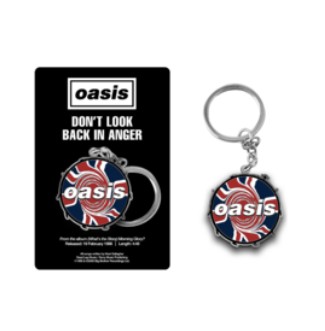 oasis
DON'T LOOK
BACK IN ANGER
oasis
oasis
From the album (What's the Story) Morning Glory?
Released: 19 February 1996 | Length: 4:48